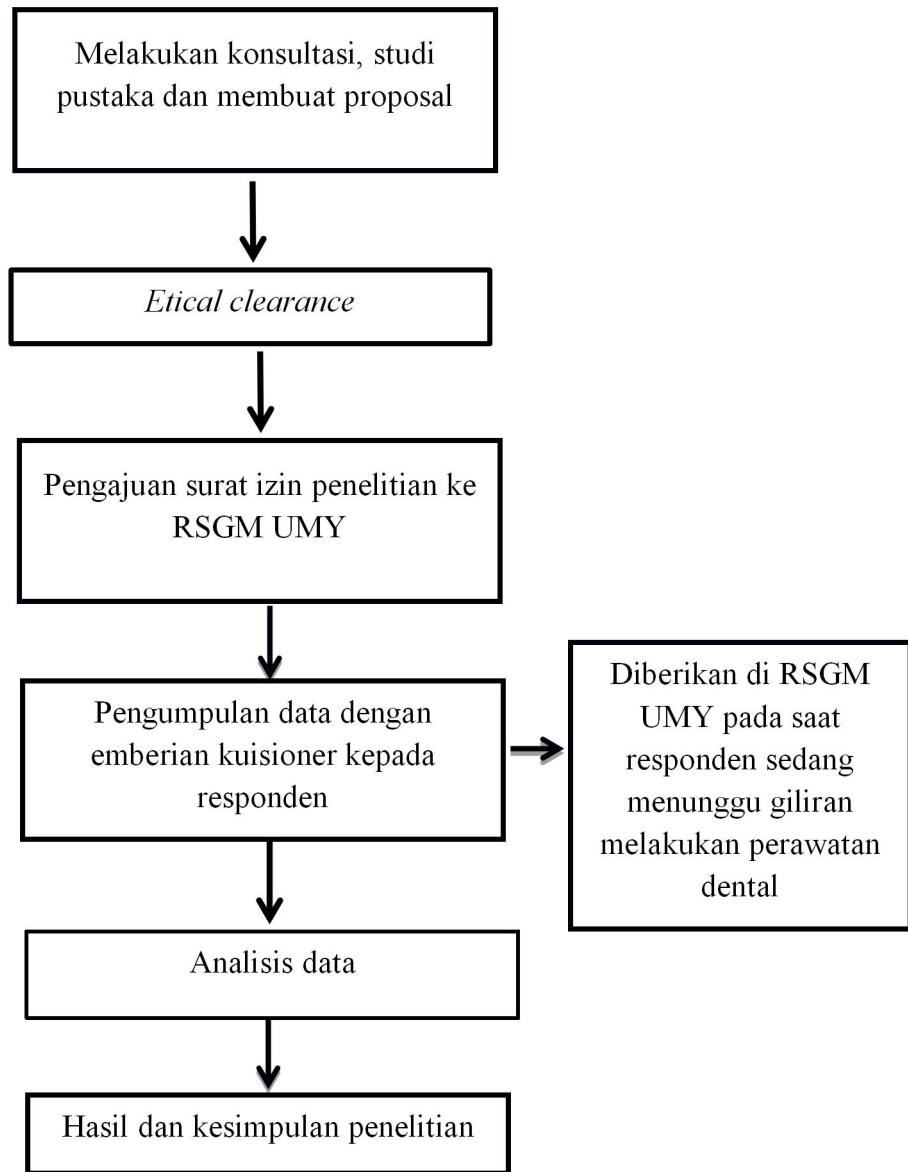 Melakukan konsultasi, studi
pustaka dan membuat proposal
Etical clearance
Pengajuan surat izin penelitian ke
RSGM UMY
Pengumpulan data dengan
emberian kuisioner kepada
responden
Diberikan di RSGM
UMY pada saat
responden sedang
menunggu giliran
melakukan perawatan
dental
Analisis data
Hasil dan kesimpulan penelitian